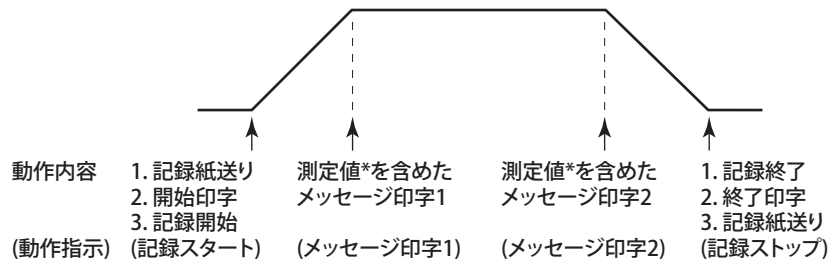 動作内容 1. 記録紙送り 測定値*を含めた 測定値*を含めた 1. 記録終了
2. 開始印字 メッセージ印字1 メッセージ印字2 2. 終了印字
3. 記録開始 3. 記録紙送り
(動作指示) (記録スタート) (メッセージ印字1) (メッセージ印字2) (記録ストップ)